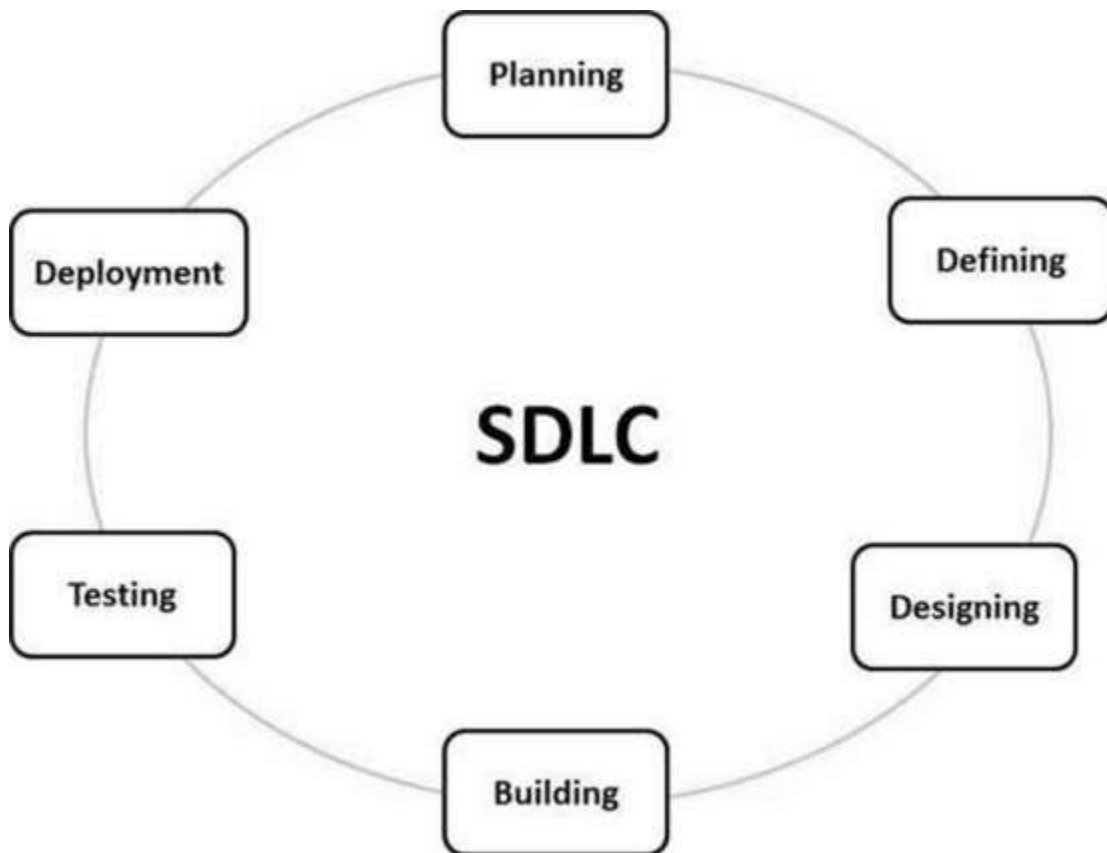 Planning
Defining
Designing
Building
Testing
Deployment
SDLC